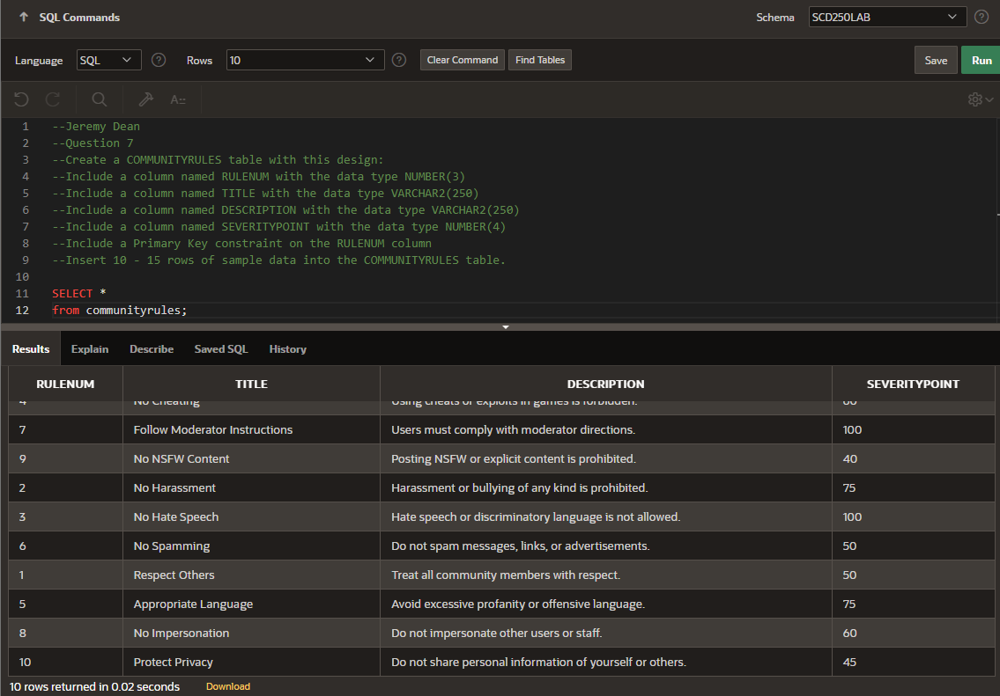 SQL Commands
Schema SCD250LAB
Language SQL Rows 10 Clear Command Find Tables Save Run
1 --Jeremy Dean
2 --Question 7
3 --Create a COMMUNITYRULES table with this design:
4 --Include a column named RULENUM with the data type NUMBER(3)
5 --Include a column named TITLE with the data type VARCHAR2(250)
6 --Include a column named DESCRIPTION with the data type VARCHAR2(250)
7 --Include a column named SEVERITYPOINT with the data type NUMBER(4)
8 --Include a Primary Key constraint on the RULENUM column
9 --Insert 10 - 15 rows of sample data into the COMMUNITYRULES table.
10
11 SELECT *
12 from communityrules;
Results Explain Describe Saved SQL History
RULENUM TITLE DESCRIPTION SEVERITYPOINT
4 No Cheating Using cheats or exploits in games is forbidden.
7 Follow Moderator Instructions Users must comply with moderator directions. 100
9 No NSFW Content Posting NSFW or explicit content is prohibited. 40
2 No Harassment Harassment or bullying of any kind is prohibited. 75
3 No Hate Speech Hate speech or discriminatory language is not allowed. 100
6 No Spamming Do not spam messages, links, or advertisements. 50
1 Respect Others Treat all community members with respect. 50
5 Appropriate Language Avoid excessive profanity or offensive language. 75
8 No Impersonation Do not impersonate other users or staff. 60
10 Protect Privacy Do not share personal information of yourself or others. 45
10 rows returned in 0.02 seconds Download